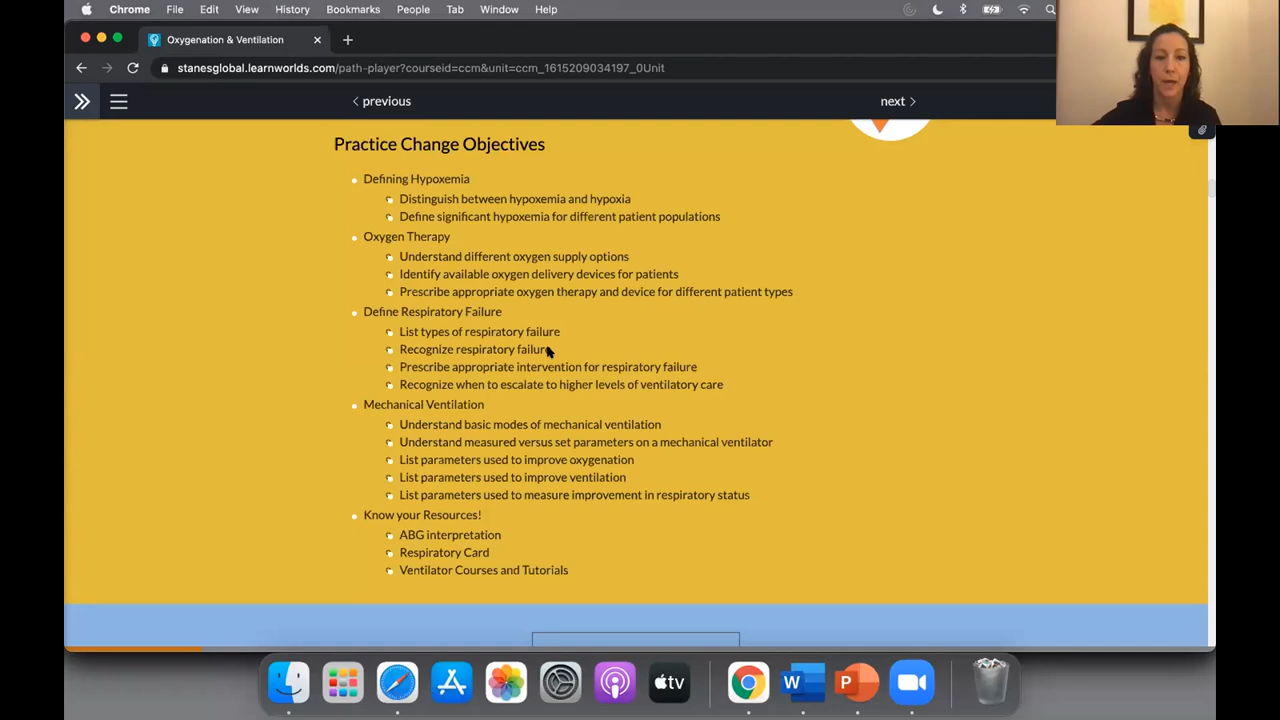 Chrome File Edit View History Bookmarks People Tab Window Help
Oxygenation & Ventilation
stanesglobal.learnworlds.com/path-player?courseid=ccm&unit=ccm_1615209034197_0Unit
previous next
Practice Change Objectives
Defining Hypoxemia
Distinguish between hypoxemia and hypoxia
Define significant hypoxemia for different patient populations
Oxygen Therapy
Understand different oxygen supply options
Identify available oxygen delivery devices for patients
Prescribe appropriate oxygen therapy and device for different patient types
Define Respiratory Failure
List types of respiratory failure
Recognize respiratory failure
Prescribe appropriate intervention for respiratory failure
Recognize when to escalate to higher levels of ventilatory care
Mechanical Ventilation
Understand basic modes of mechanical ventilation
Understand measured versus set parameters on a mechanical ventilator
List parameters used to improve oxygenation
List parameters used to improve ventilation
List parameters used to measure improvement in respiratory status
Know your Resources!
ABG interpretation
Respiratory Card
Ventilator Courses and Tutorials
tv W P